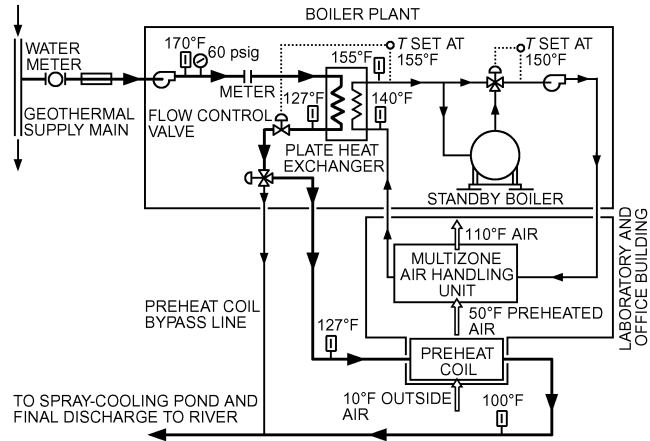 BOILER PLANT
WATER
METER
170°F
60 psig
155°F
T SET AT
155°F
T SET AT
150°F
METER
127°F
140°F
GEOTHERMAL
SUPPLY MAIN
FLOW CONTROL
VALVE
PLATE HEAT
EXCHANGER
STANDBY BOILER
110°F AIR
MULTIZONE
AIR HANDLING
UNIT
LABORATORY AND
OFFICE BUILDING
PREHEAT COIL
BYPASS LINE
50°F PREHEATED
AIR
127°F
PREHEAT
COIL
10°F OUTSIDE
AIR
100°F
TO SPRAY-COOLING POND AND
FINAL DISCHARGE TO RIVER